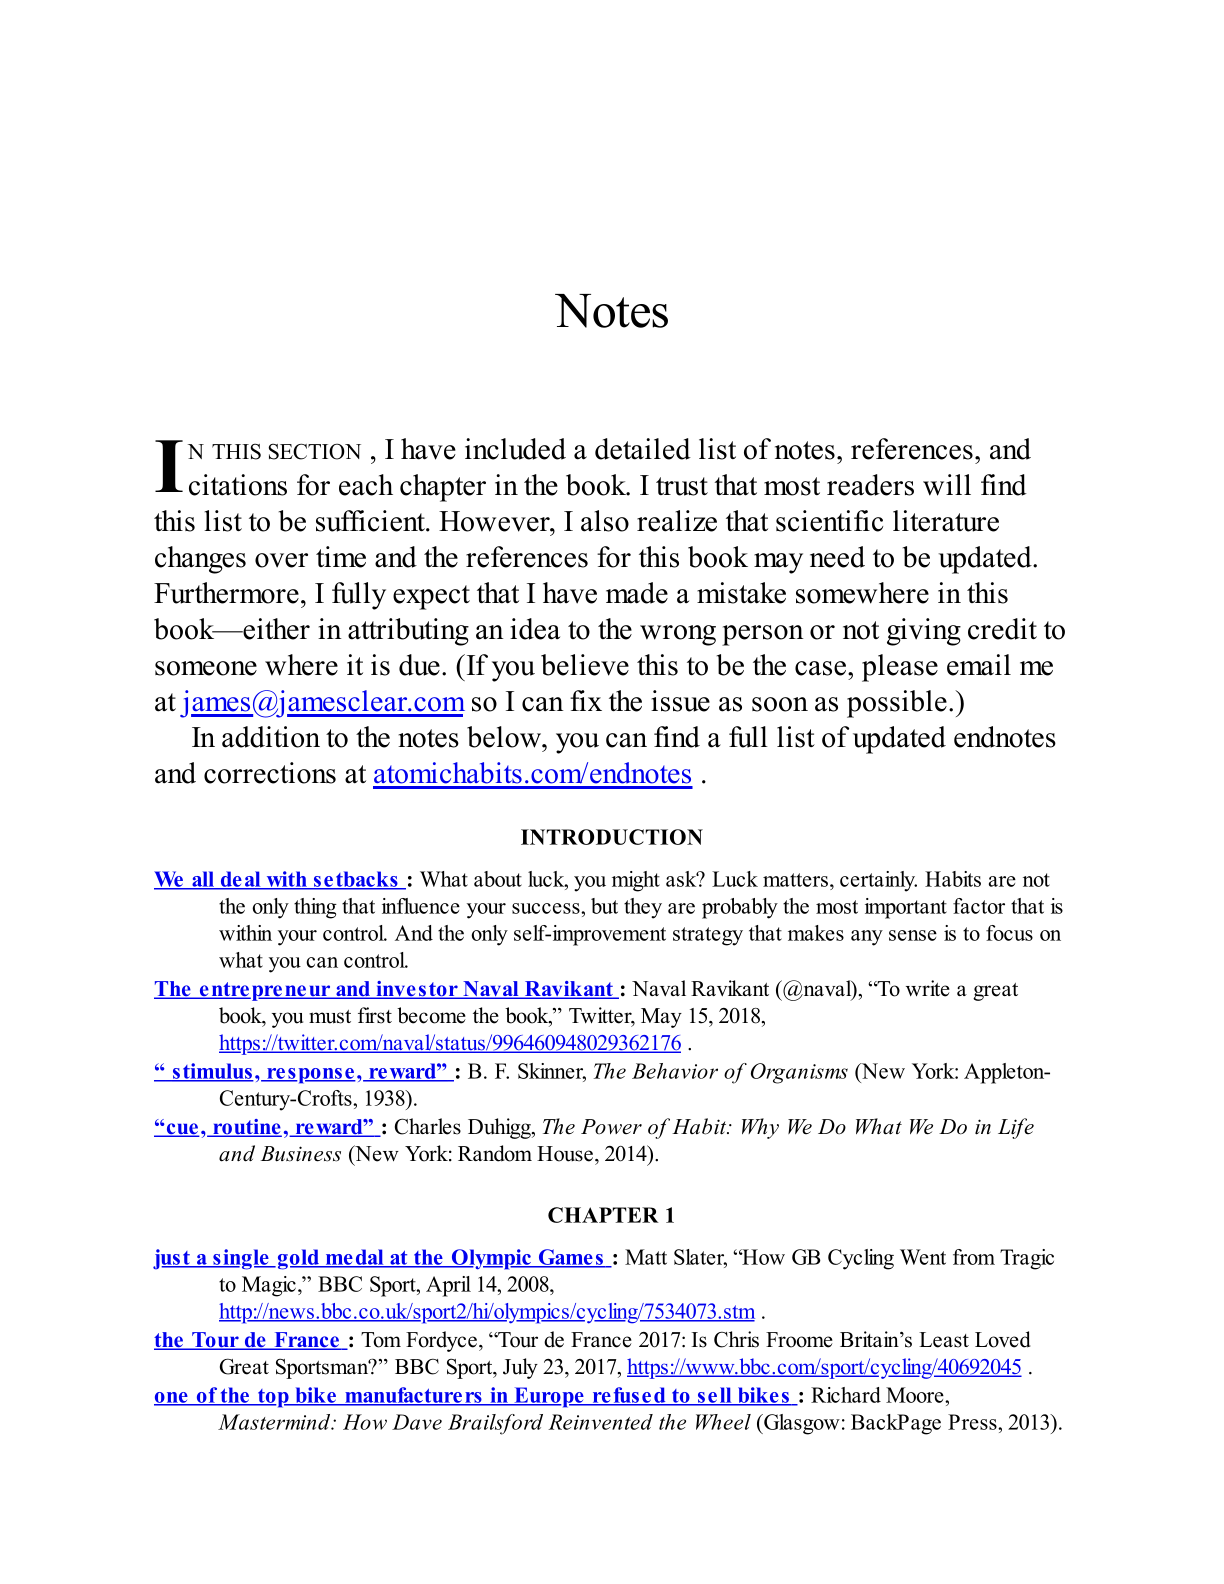 Notes
IN THIS SECTION , I have included a detailed list of notes, references, and
citations for each chapter in the book. I trust that most readers will find
this list to be sufficient. However, I also realize that scientific literature
changes over time and the references for this book may need to be updated.
Furthermore, I fully expect that I have made a mistake somewhere in this
book—either in attributing an idea to the wrong person or not giving credit to
someone where it is due. (If you believe this to be the case, please email me
at james@jamesclear.com so I can fix the issue as soon as possible.)
In addition to the notes below, you can find a full list of updated endnotes
and corrections at atomichabits.com/endnotes .
INTRODUCTION
We all deal with setbacks : What about luck, you might ask? Luck matters, certainly. Habits are not
the only thing that influence your success, but they are probably the most important factor that is
within your control. And the only self-improvement strategy that makes any sense is to focus on
what you can control.
The entrepreneur and investor Naval Ravikant : Naval Ravikant (@naval), “To write a great
book, you must first become the book,” Twitter, May 15, 2018,
https://twitter.com/naval/status/996460948029362176 .
“ stimulus, response, reward” : B. F. Skinner, The Behavior of Organisms (New York: Appleton-
Century-Crofts, 1938).
“cue, routine, reward” : Charles Duhigg, The Power of Habit: Why We Do What We Do in Life
and Business (New York: Random House, 2014).
CHAPTER 1
just a single gold medal at the Olympic Games : Matt Slater, “How GB Cycling Went from Tragic
to Magic,” BBC Sport, April 14, 2008,
http://news.bbc.co.uk/sport2/hi/olympics/cycling/7534073.stm .
the Tour de France : Tom Fordyce, “Tour de France 2017: Is Chris Froome Britain’s Least Loved
Great Sportsman?” BBC Sport, July 23, 2017, https://www.bbc.com/sport/cycling/40692045 .
one of the top bike manufacturers in Europe refused to sell bikes : Richard Moore,
Mastermind: How Dave Brailsford Reinvented the Wheel (Glasgow: BackPage Press, 2013).